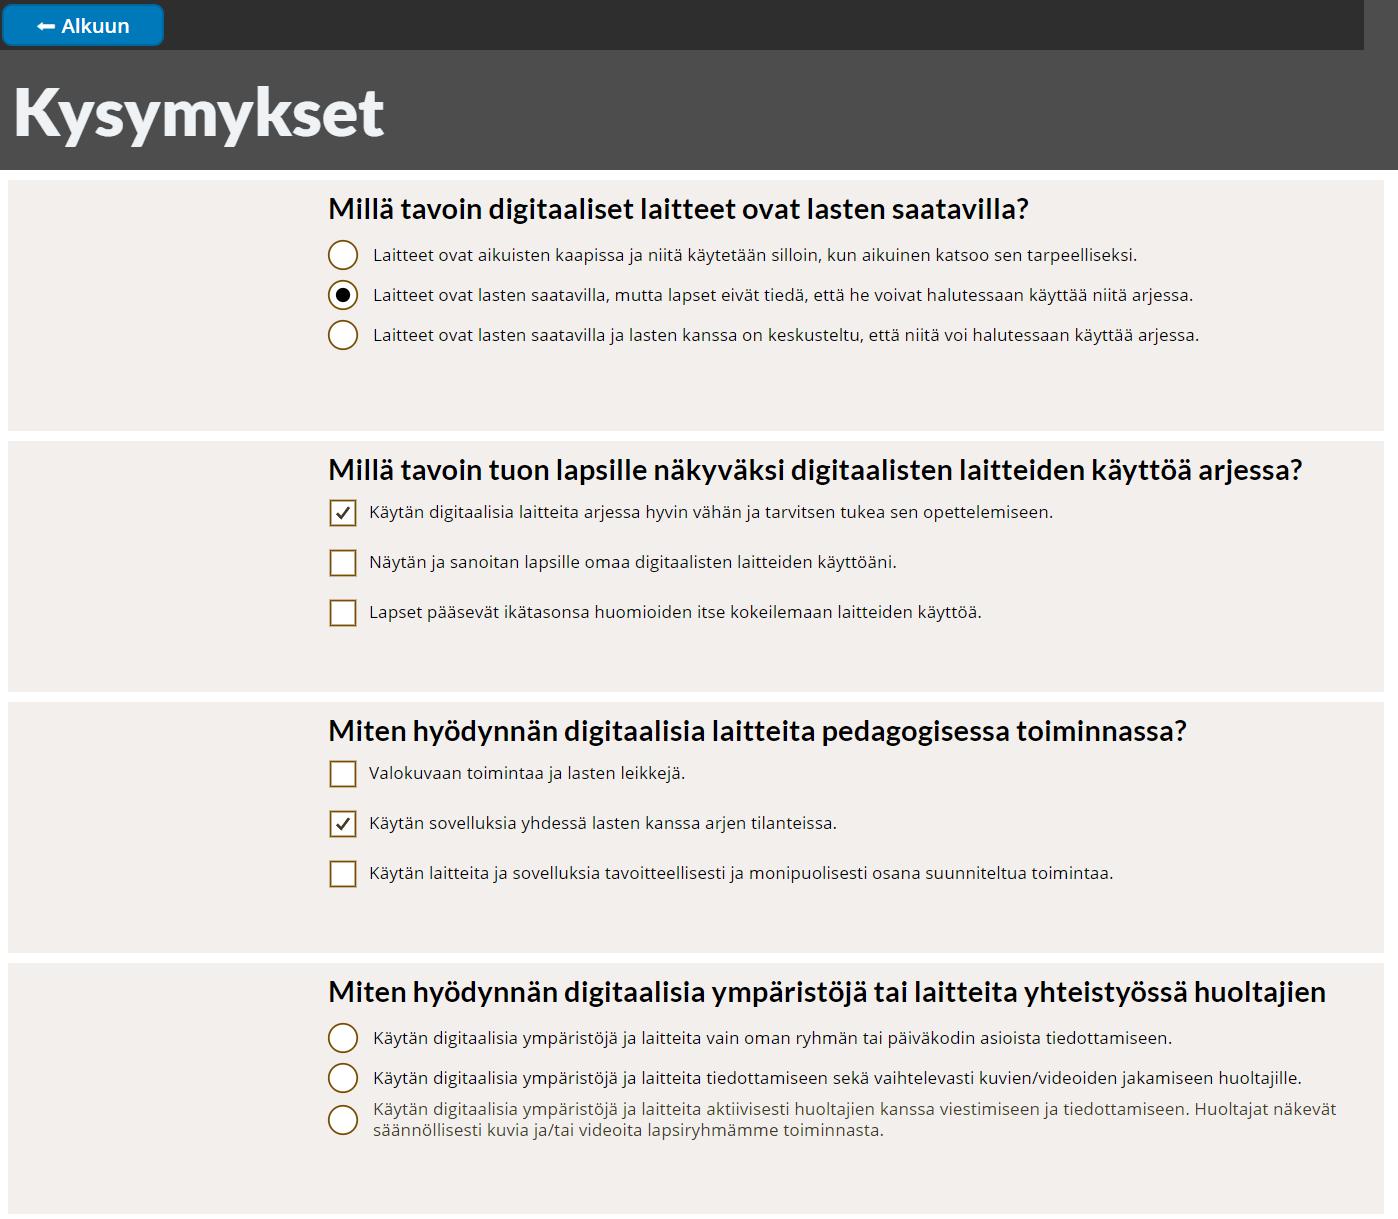 Alkuun
Kysymykset
Millä tavoin digitaaliset laitteet ovat lasten saatavilla?
Laitteet ovat aikuisten kaapissa ja niitä käytetään silloin, kun aikuinen katsoo sen tarpeelliseksi.
Laitteet ovat lasten saatavilla, mutta lapset eivät tiedä, että he voivat halutessaan käyttää niitä arjessa.
Laitteet ovat lasten saatavilla ja lasten kanssa on keskusteltu, että niitä voi halutessaan käyttää arjessa.
Millä tavoin tuon lapsille näkyväksi digitaalisten laitteiden käyttöä arjessa?
Käytän digitaalisia laitteita arjessa hyvin vähän ja tarvitsen tukea sen opettelemiseen.
Näytän ja sanoitan lapsille omaa digitaalisten laitteiden käyttöäni.
Lapset pääsevät ikätasonsa huomioiden itse kokeilemaan laitteiden käyttöä.
Miten hyödynnän digitaalisia laitteita pedagogisessa toiminnassa?
Valokuvaan toimintaa ja lasten leikkejä.
Käytän sovelluksia yhdessä lasten kanssa arjen tilanteissa.
Käytän laitteita ja sovelluksia tavoitteellisesti ja monipuolisesti osana suunniteltua toimintaa.
Miten hyödynnän digitaalisia ympäristöjä tai laitteita yhteistyössä huoltajien
Käytän digitaalisia ympäristöjä ja laitteita vain oman ryhmän tai päiväkodin asioista tiedottamiseen.
Käytän digitaalisia ympäristöjä ja laitteita tiedottamiseen sekä vaihtelevasti kuvien/videoiden jakamiseen huoltajille.
Käytän digitaalisia ympäristöjä ja laitteita aktiivisesti huoltajien kanssa viestimiseen ja tiedottamiseen. Huoltajat näkevät
säännöllisesti kuvia ja/tai videoita lapsiryhmämme toiminnasta.